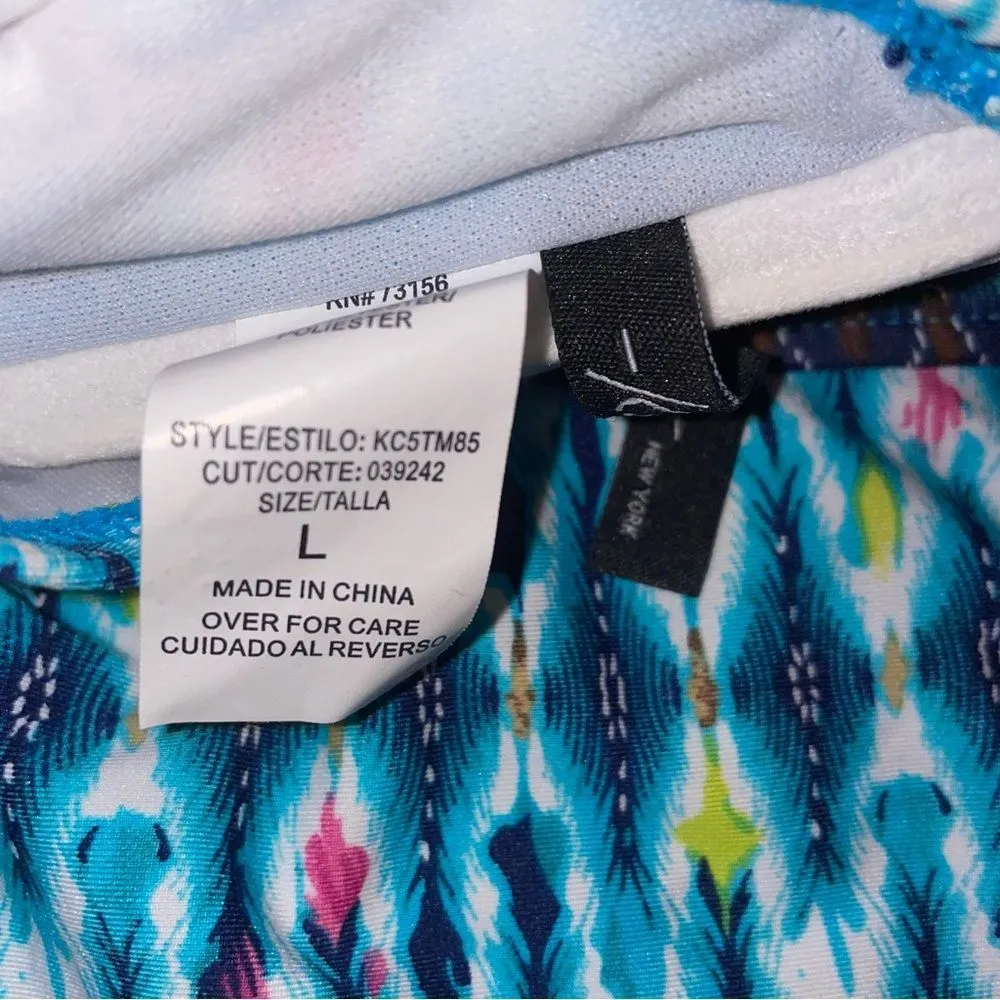 RN# 73156
POLIESTER
STYLE/ESTILO: KC5TM85
CUT/CORTE: 039242
SIZE/TALLA
L
MADE IN CHINA
OVER FOR CARE
CUIDADO AL REVERSO
NEW YORK